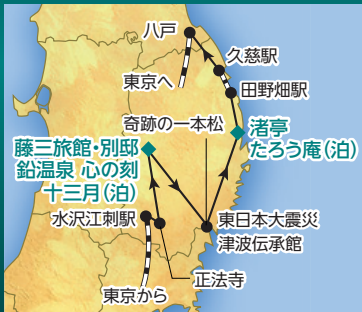 八戸
久慈駅
東京へ
田野畑駅
奇跡の一本松
渚亭
たろう庵(泊)
藤三旅館・別邸
鉛温泉 心の刻
十三月(泊)
水沢江刺駅
東日本大震災
津波伝承館
正法寺
東京から